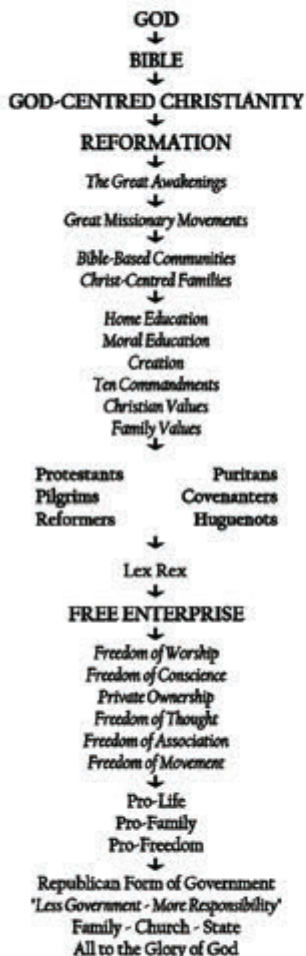 GOD
BIBLE
GOD-CENTRED CHRISTIANITY
REFORMATION
The Great Awakenings
Great Missionary Movements
Bible-Based Communities
Christ-Centred Families
Home Education
Moral Education
Creation
Ten Commandments
Christian Values
Family Values
Protestants Puritans
Pilgrims Covenanters
Reformers Huguenots
Lex Rex
FREE ENTERPRISE
Freedom of Worship
Freedom of Conscience
Private Ownership
Freedom of Thought
Freedom of Association
Freedom of Movement
Pro-Life
Pro-Family
Pro-Freedom
Republican Form of Government
"Less Government - More Responsibility"
Family - Church - State
All to the Glory of God